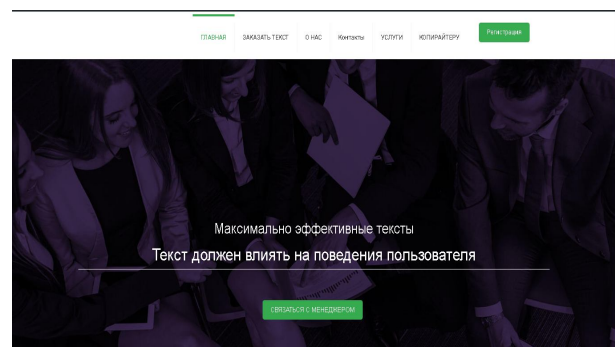 ГЛАВНАЯ ЗАКАЗАТЬ ТЕКСТ О НАС Контакты УСЛУГИ КОПИРАЙТЕРУ Регистрация
Максимально эффективные тексты
Текст должен влиять на поведения пользователя
СВЯЗАТЬСЯ С МЕНЕДЖЕРОМ